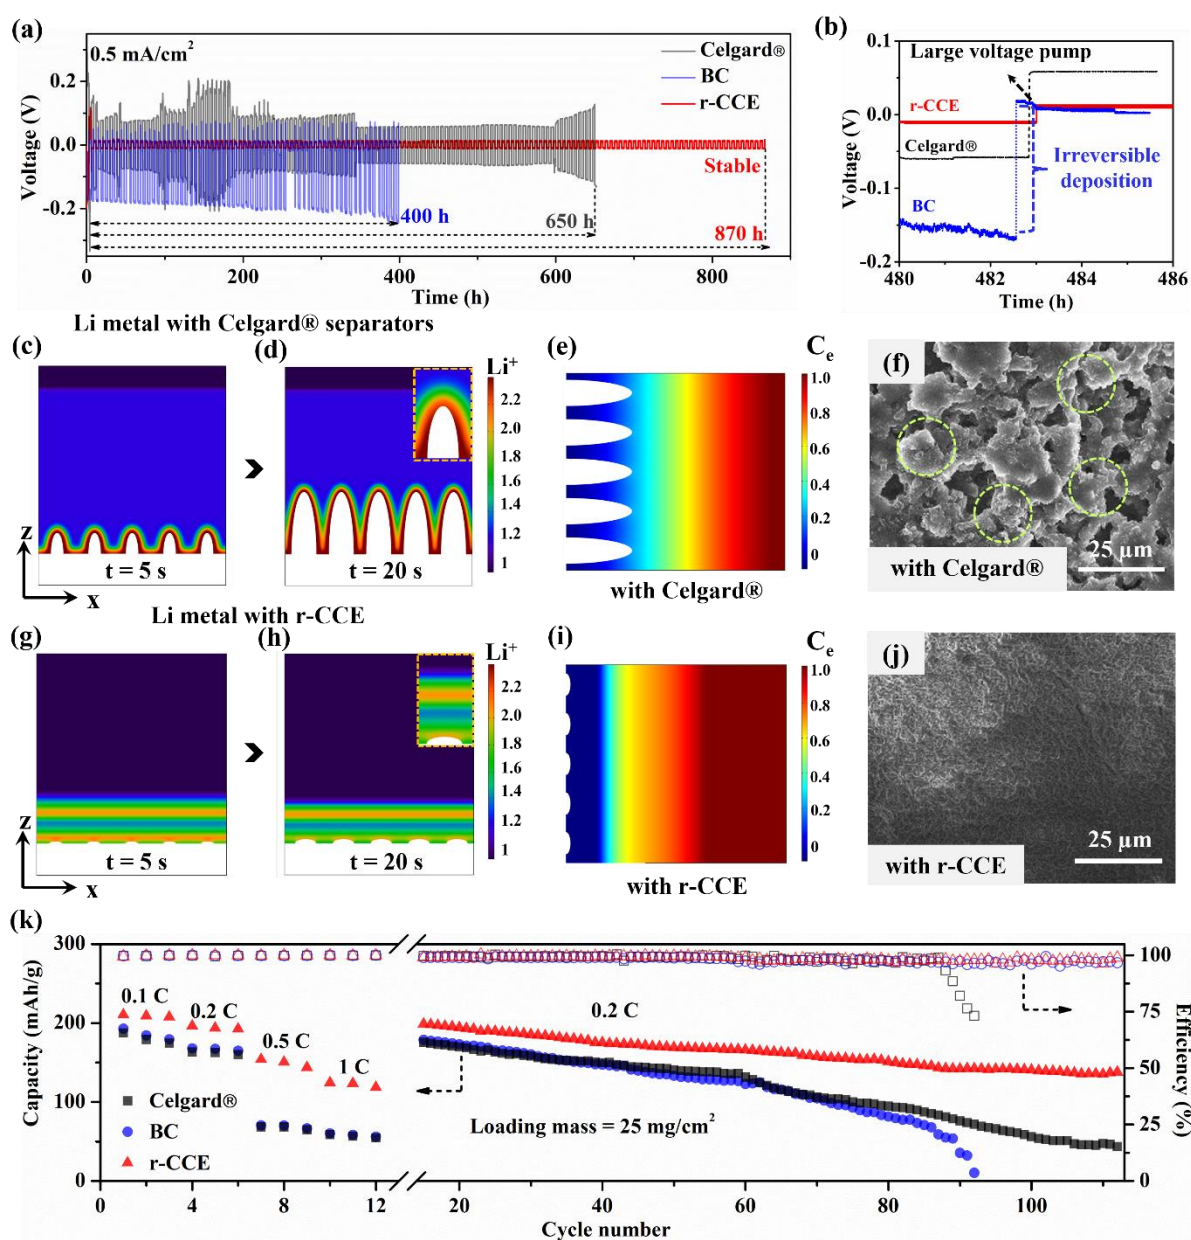 (a)
0.5 mA/cm²
Celgard®
BC
r-CCE
Stable
400 h
650 h
870 h
Voltage (V)
0.2
0.0
-0.2
0 200 400 600 800
Time (h)
(b)
Large voltage pump
r-CCE
Celgard®
BC
Irreversible
deposition
Voltage (V)
0.1
0.0
-0.1
-0.2
480 482 484 486
Time (h)
Li metal with Celgard® separators
(c)
z
x
t = 5 s
(d)
t = 20 s
Li⁺
2.2
2.0
1.8
1.6
1.4
1.2
1
(e)
Cₑ
1.0
0.8
0.6
0.4
0.2
0
with Celgard®
(f)
with Celgard®
25 µm
Li metal with r-CCE
(g)
z
x
t = 5 s
(h)
t = 20 s
Li⁺
2.2
2.0
1.8
1.6
1.4
1.2
1
(i)
Cₑ
1.0
0.8
0.6
0.4
0.2
0
with r-CCE
(j)
with r-CCE
25 µm
(k)
Capacity (mAh/g)
300
200
100
0
0.1 C
0.2 C
0.5 C
1 C
0.2 C
Celgard®
BC
r-CCE
Loading mass = 25 mg/cm²
100
75
50
25
0
Efficiency (%)
0 4 8 12 20 40 60 80 100
Cycle number